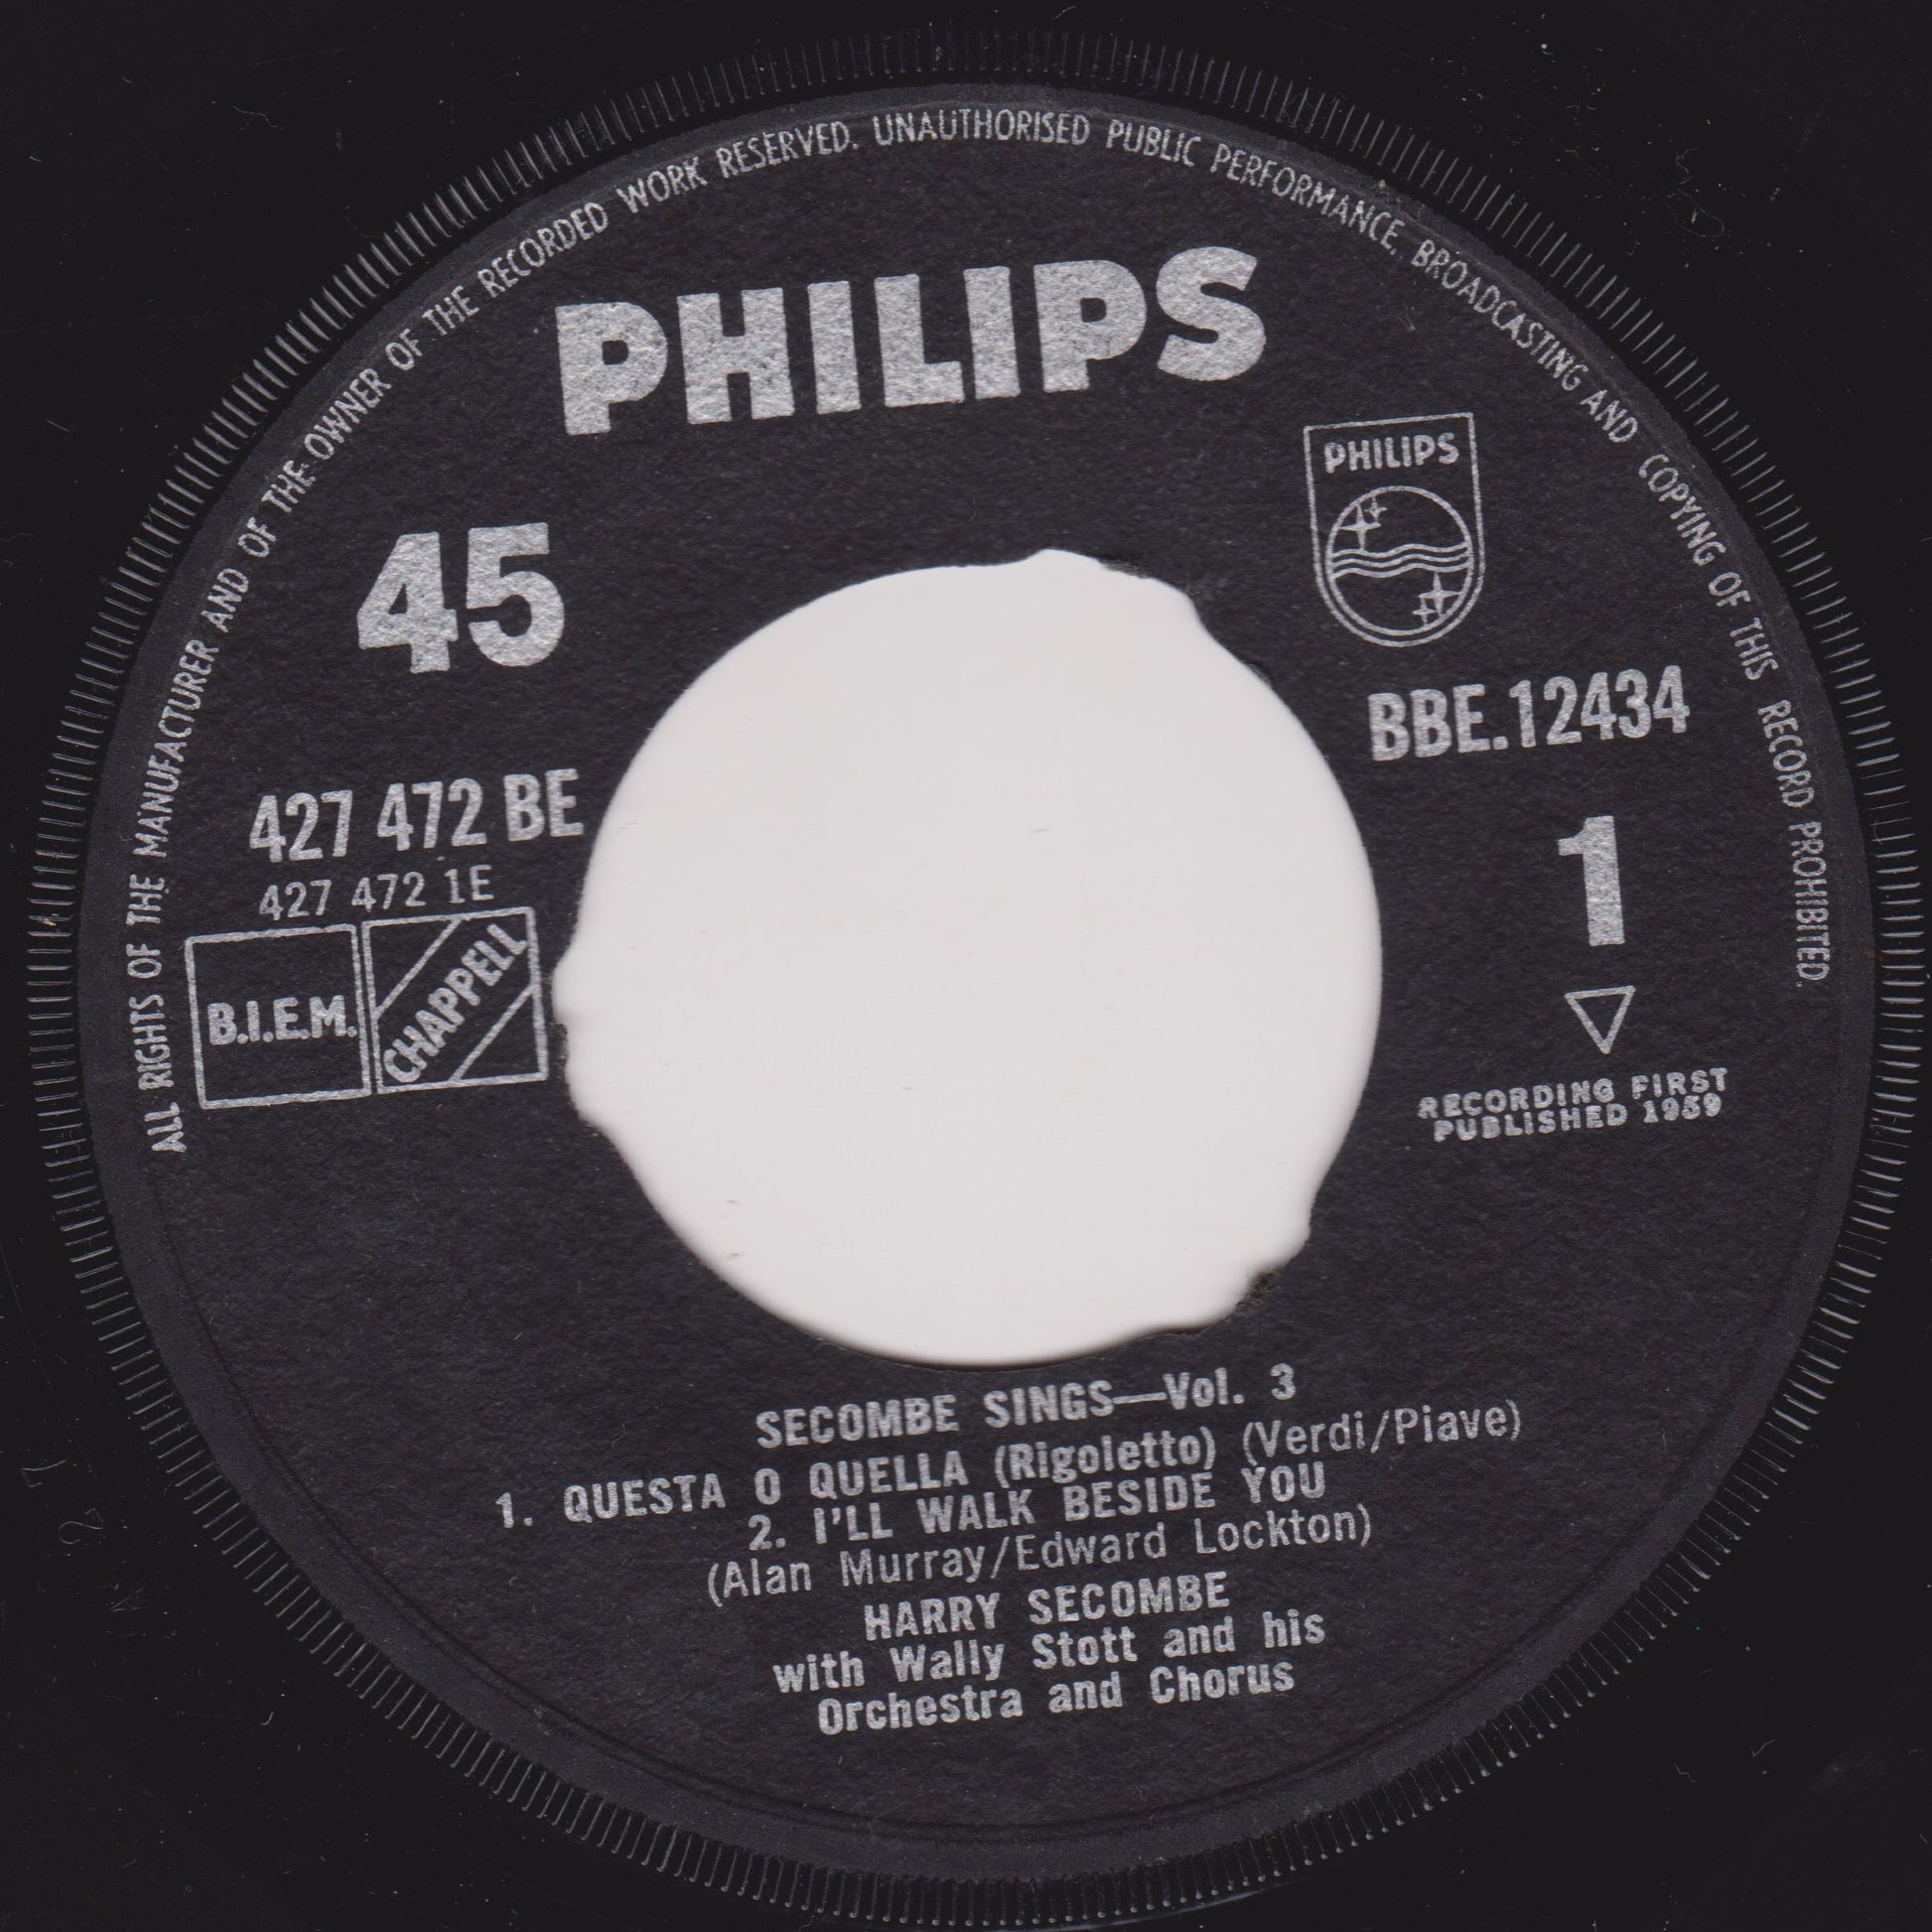 ALL RIGHTS OF THE MANUFACTURER AND OF THE OWNER OF THE RECORDED WORK RESERVED. UNAUTHORISED PUBLIC PERFORMANCE, BROADCASTING AND COPYING OF THIS RECORD PROHIBITED.
PHILIPS
PHILIPS
45
BBE.12434
427 472 BE
427 472 1E
1
B.I.E.M.
CHAPPELL
RECORDING FIRST
PUBLISHED 1959
SECOMBE SINGS—Vol. 3
1. QUESTA O QUELLA (Rigoletto) (Verdi/Piave)
2. I'LL WALK BESIDE YOU
(Alan Murray/Edward Lockton)
HARRY SECOMBE
with Wally Stott and his
Orchestra and Chorus